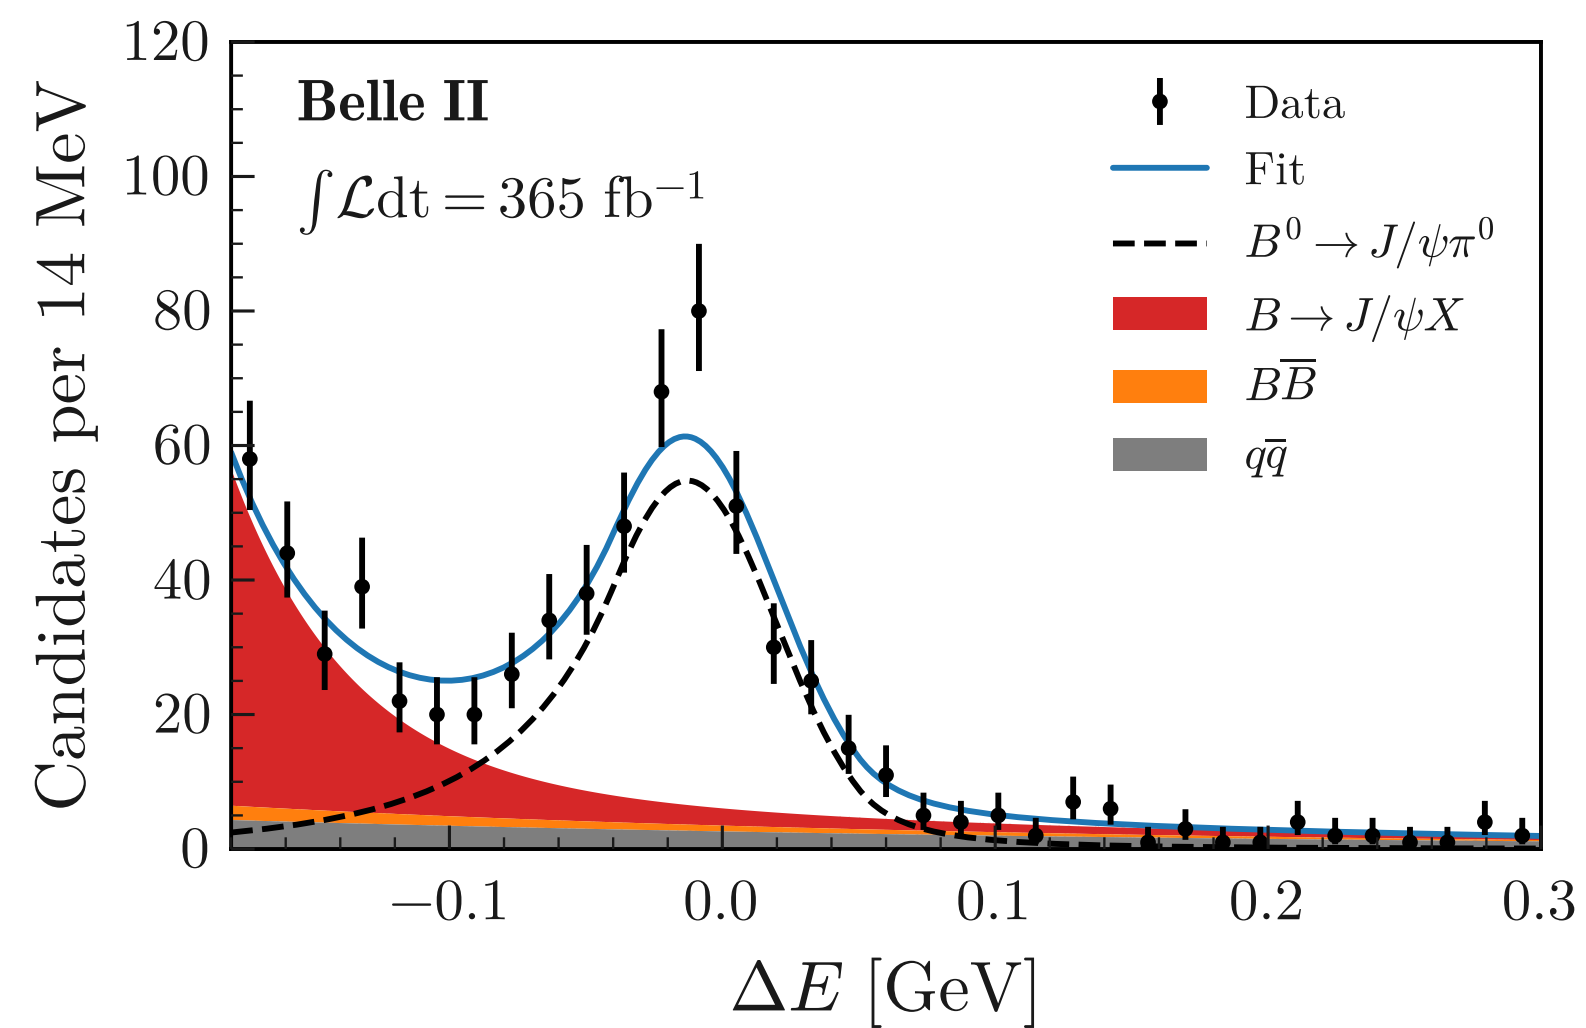 Candidates per 14 MeV
120
100
80
60
40
20
0
Belle II
∫ℒdt = 365 fb⁻¹
Data
Fit
B⁰ → J/ψπ⁰
B → J/ψX
BB̅
qq̅
−0.1
0.0
0.1
0.2
0.3
ΔE [GeV]